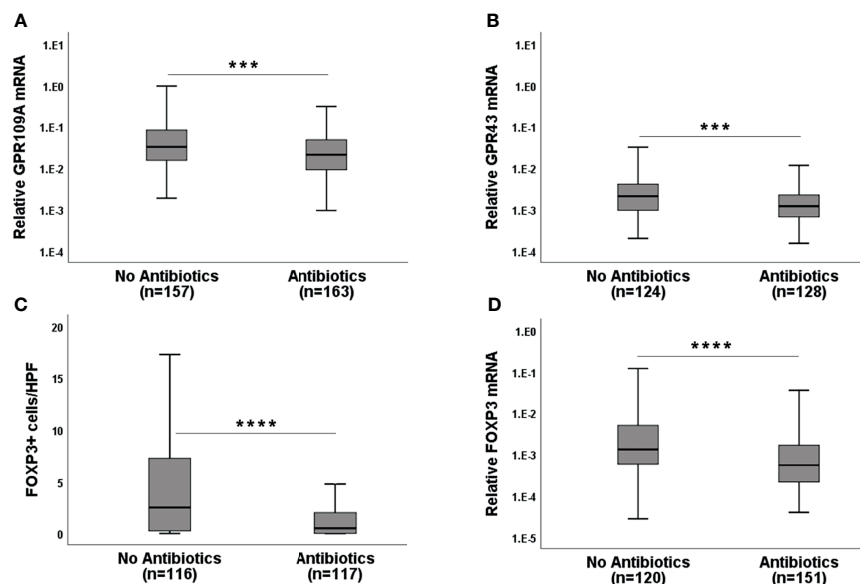 A
Relative GPR109A mRNA
1.E1
1.E0
1.E-1
1.E-2
1.E-3
1.E-4
***
No Antibiotics
(n=157)
Antibiotics
(n=163)
B
Relative GPR43 mRNA
1.E1
1.E0
1.E-1
1.E-2
1.E-3
1.E-4
***
No Antibiotics
(n=124)
Antibiotics
(n=128)
C
FOXP3+ cells/HPF
20
15
10
5
0
****
No Antibiotics
(n=116)
Antibiotics
(n=117)
D
Relative FOXP3 mRNA
1.E0
1.E-1
1.E-2
1.E-3
1.E-4
1.E-5
****
No Antibiotics
(n=120)
Antibiotics
(n=151)